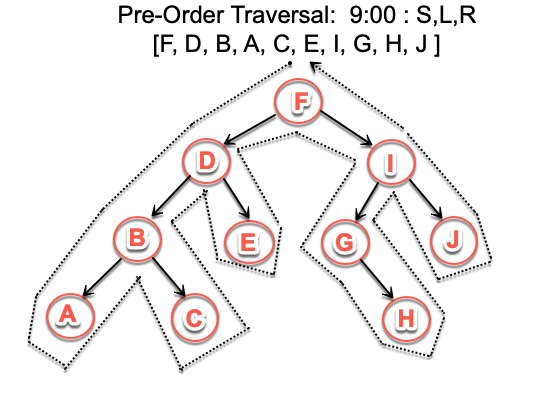 Pre-Order Traversal: 9:00 : S,L,R
[F, D, B, A, C, E, I, G, H, J ]
F
D
I
B
E
G
J
A
C
H